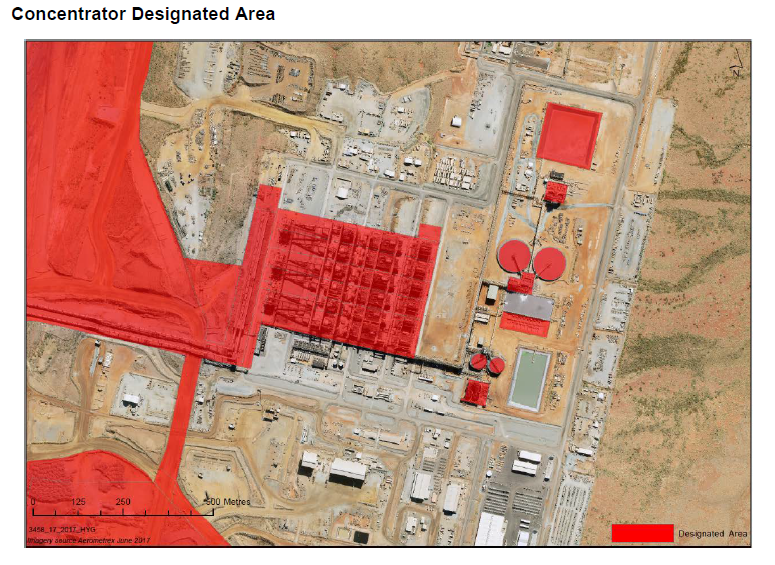 Concentrator Designated Area
N
0 125 250 500 Metres
3458_17_2017_HYG
Imagery source Aerometrex June 2017
Designated Area